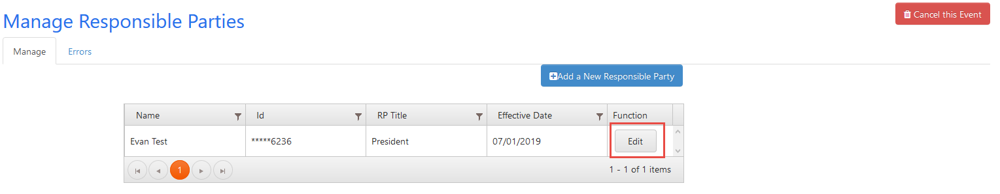 Manage Responsible Parties
Cancel this Event
Manage Errors
Add a New Responsible Party
Name Id RP Title Effective Date Function
Evan Test *****6236 President 07/01/2019 Edit
1 1 - 1 of 1 items